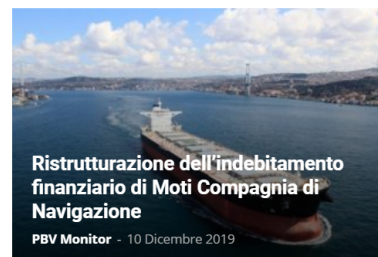 Ristrutturazione dell'indebitamento
finanziario di Moti Compagnia di
Navigazione
PBV Monitor - 10 Dicembre 2019